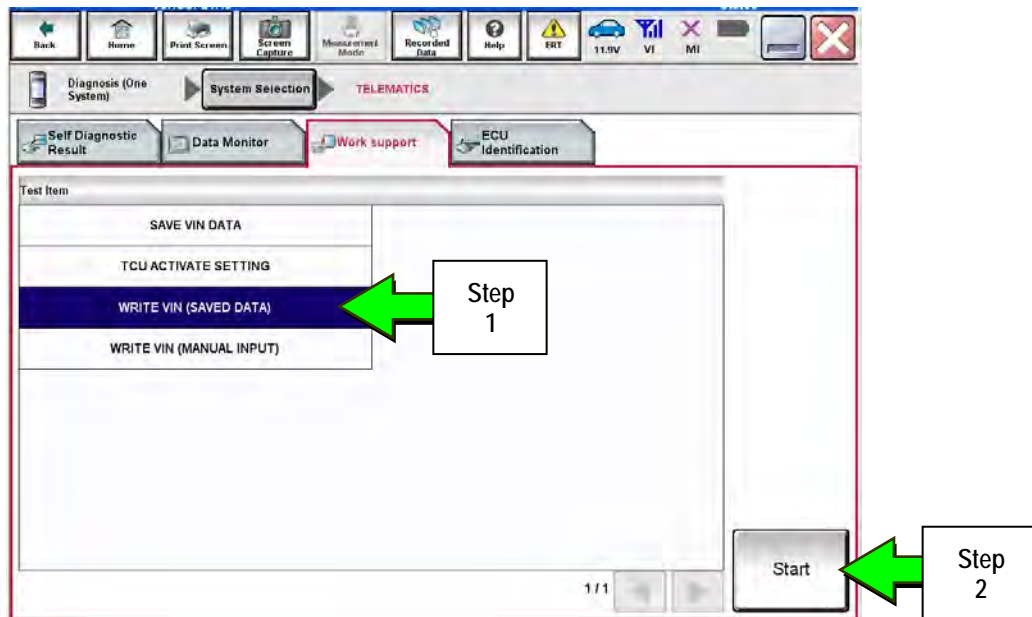 Back
Home
Print Screen
Screen
Capture
Measurement
Mode
Recorded
Data
Help
ERT
11.9V
VI
MI
Diagnosis (One
System)
System Selection
TELEMATICS
Self Diagnostic
Result
Data Monitor
Work support
ECU
Identification
Test Item
SAVE VIN DATA
TCU ACTIVATE SETTING
WRITE VIN (SAVED DATA)
WRITE VIN (MANUAL INPUT)
Step
1
Start
Step
2
1/1